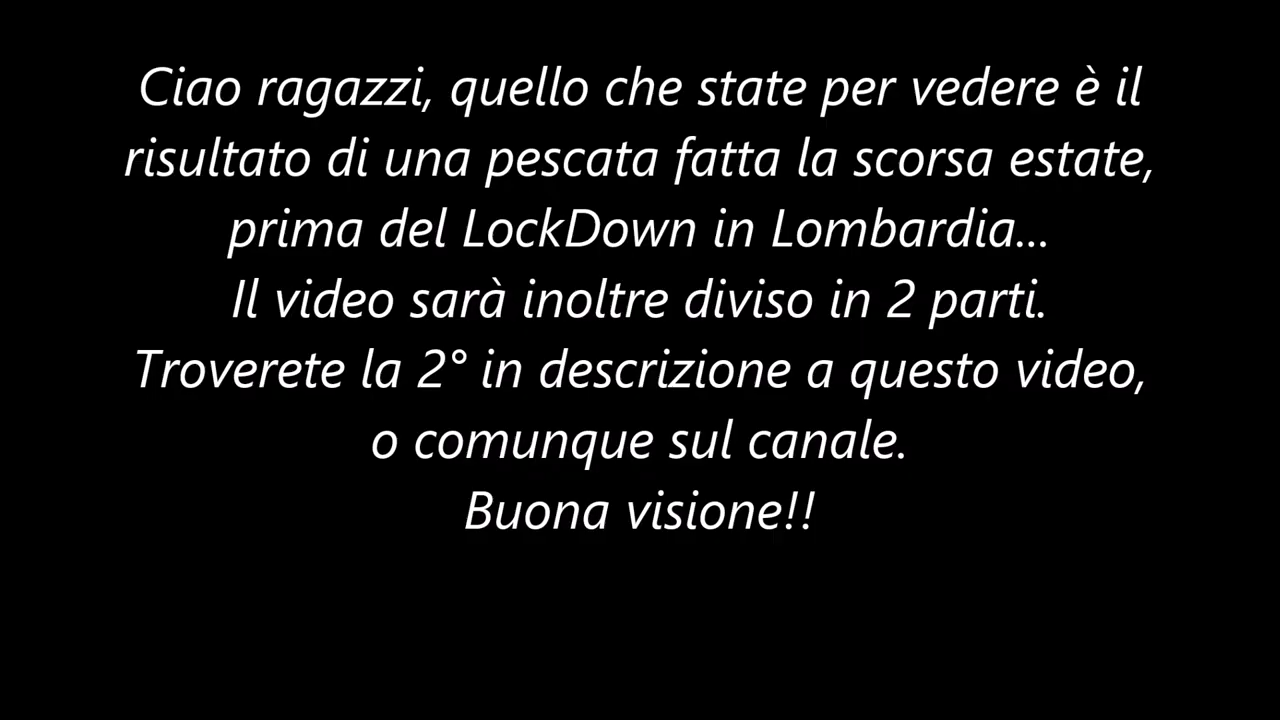 Ciao ragazzi, quello che state per vedere è il
risultato di una pescata fatta la scorsa estate,
prima del LockDown in Lombardia...
Il video sarà inoltre diviso in 2 parti.
Troverete la 2° in descrizione a questo video,
o comunque sul canale.
Buona visione!!